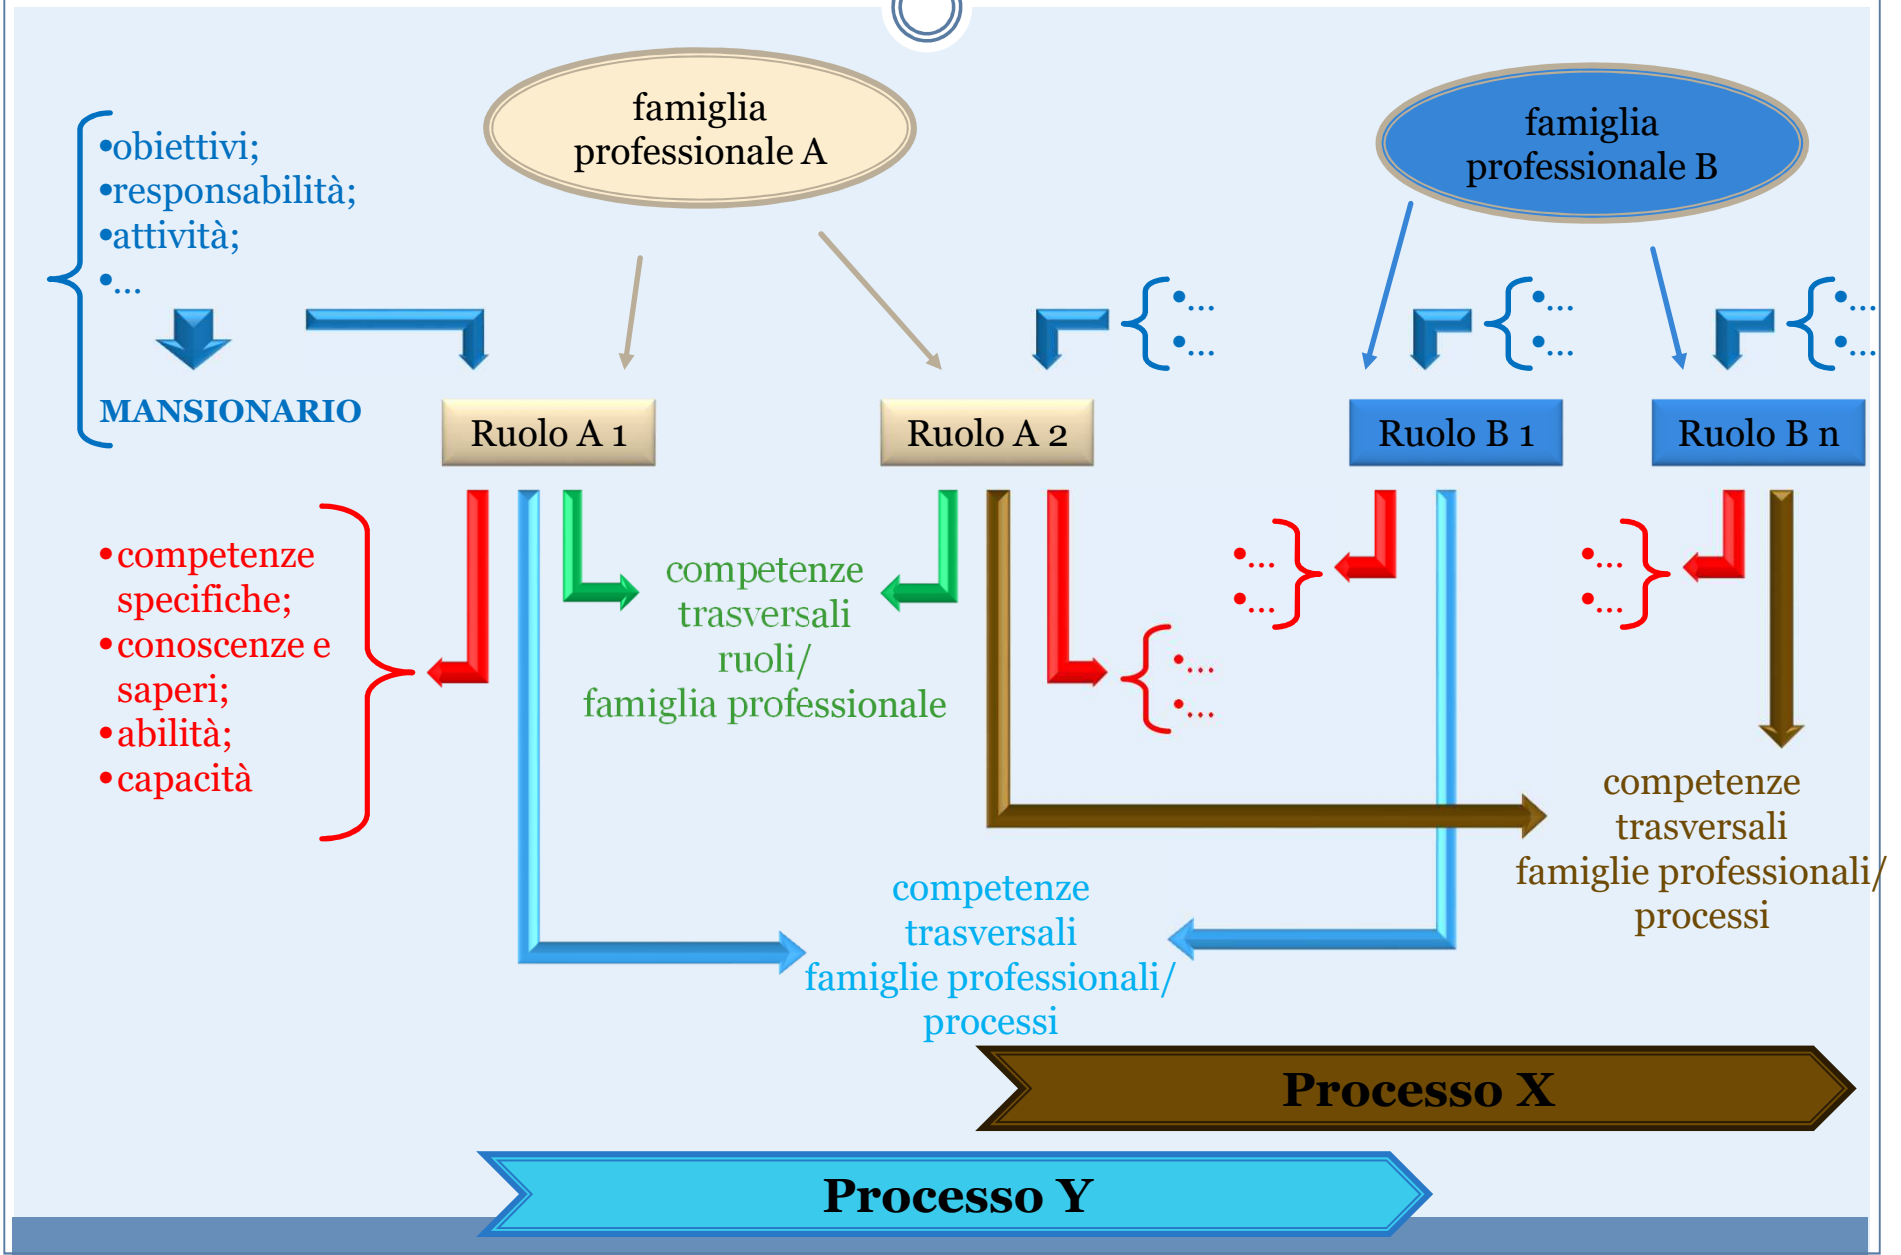 famiglia
professionale A
famiglia
professionale B
•obiettivi;
•responsabilità;
•attività;
•...
MANSIONARIO
•...
•...
•...
•...
•...
•...
Ruolo A 1
Ruolo A 2
Ruolo B 1
Ruolo B n
•competenze
specifiche;
•conoscenze e
saperi;
•abilità;
•capacità
competenze
trasversali
ruoli/
famiglia professionale
•...
•...
•...
•...
•...
•...
competenze
trasversali
famiglie professionali/
processi
competenze
trasversali
famiglie professionali/
processi
Processo X
Processo Y